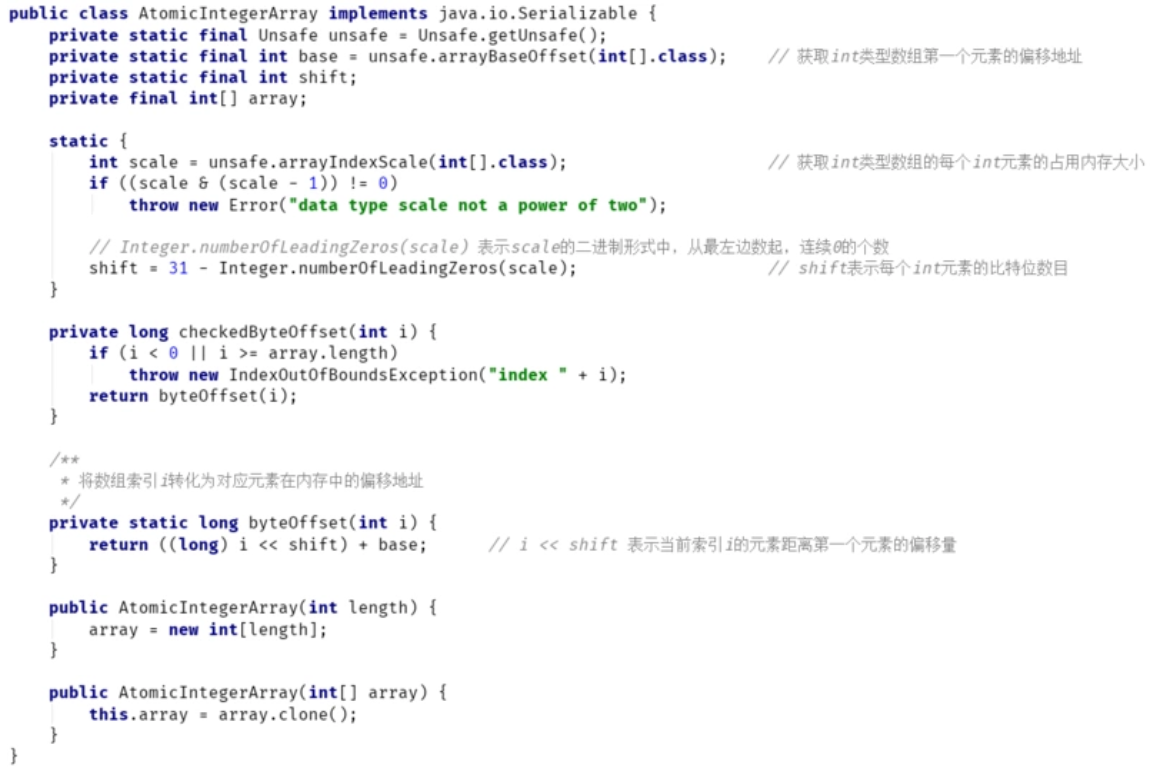 public class AtomicIntegerArray implements java.io.Serializable {
    private static final Unsafe unsafe = Unsafe.getUnsafe();
    private static final int base = unsafe.arrayBaseOffset(int[].class);    // 获取int类型数组第一个元素的偏移地址
    private static final int shift;
    private final int[] array;

    static {
        int scale = unsafe.arrayIndexScale(int[].class);                    // 获取int类型数组的每个int元素的占用内存大小
        if ((scale & (scale - 1)) != 0)
            throw new Error("data type scale not a power of two");

        // Integer.numberOfLeadingZeros(scale) 表示scale的二进制形式中，从最左边数起，连续0的个数
        shift = 31 - Integer.numberOfLeadingZeros(scale);                   // shift表示每个int元素的比特位数目
    }

    private long checkedByteOffset(int i) {
        if (i < 0 || i >= array.length)
            throw new IndexOutOfBoundsException("index " + i);
        return byteOffset(i);
    }

    /**
     * 将数组索引i转化为对应元素在内存中的偏移地址
     */
    private static long byteOffset(int i) {
        return ((long) i << shift) + base;      // i << shift 表示当前索引i的元素距离第一个元素的偏移量
    }

    public AtomicIntegerArray(int length) {
        array = new int[length];
    }

    public AtomicIntegerArray(int[] array) {
        this.array = array.clone();
    }
}